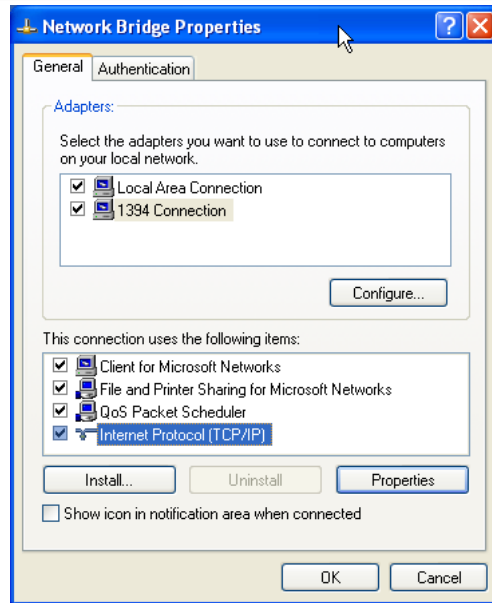 Network Bridge Properties
General Authentication
Adapters:
Select the adapters you want to use to connect to computers
on your local network.
Local Area Connection
1394 Connection
Configure...
This connection uses the following items:
Client for Microsoft Networks
File and Printer Sharing for Microsoft Networks
QoS Packet Scheduler
Internet Protocol (TCP/IP)
Install... Uninstall Properties
Show icon in notification area when connected
OK Cancel